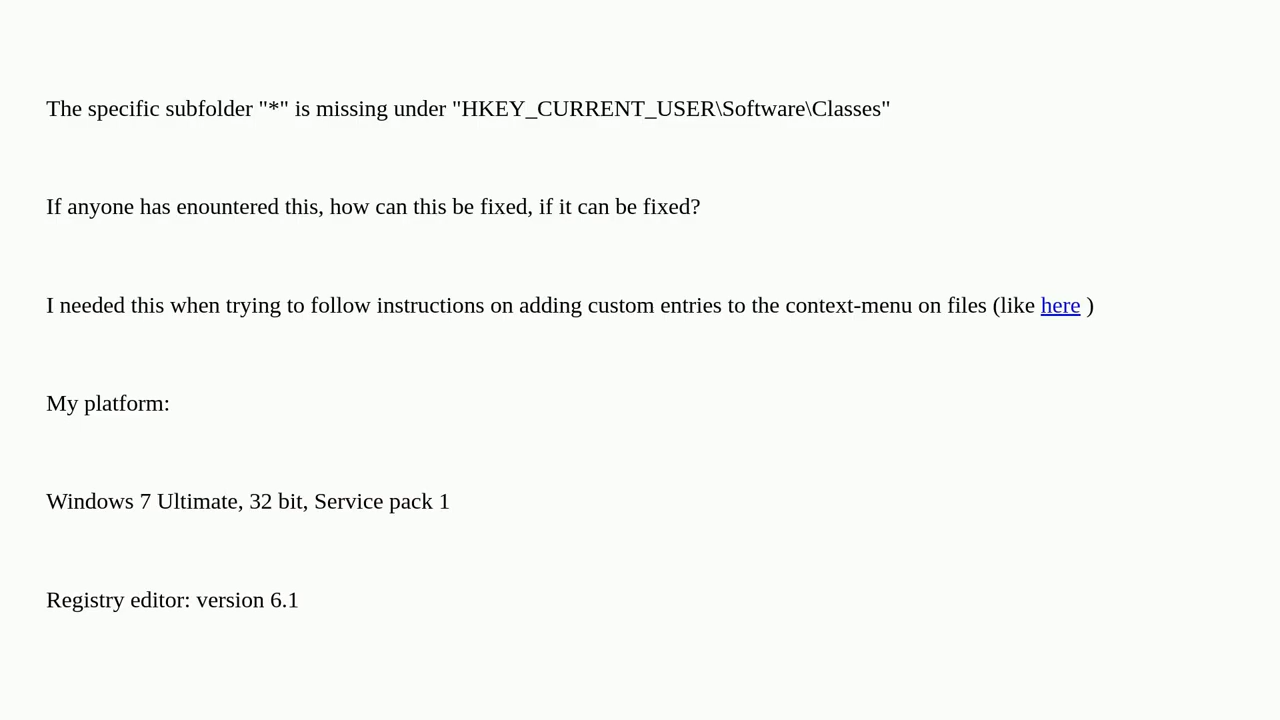 The specific subfolder "*" is missing under "HKEY_CURRENT_USER\Software\Classes"
If anyone has enountered this, how can this be fixed, if it can be fixed?
I needed this when trying to follow instructions on adding custom entries to the context-menu on files (like here )
My platform:
Windows 7 Ultimate, 32 bit, Service pack 1
Registry editor: version 6.1